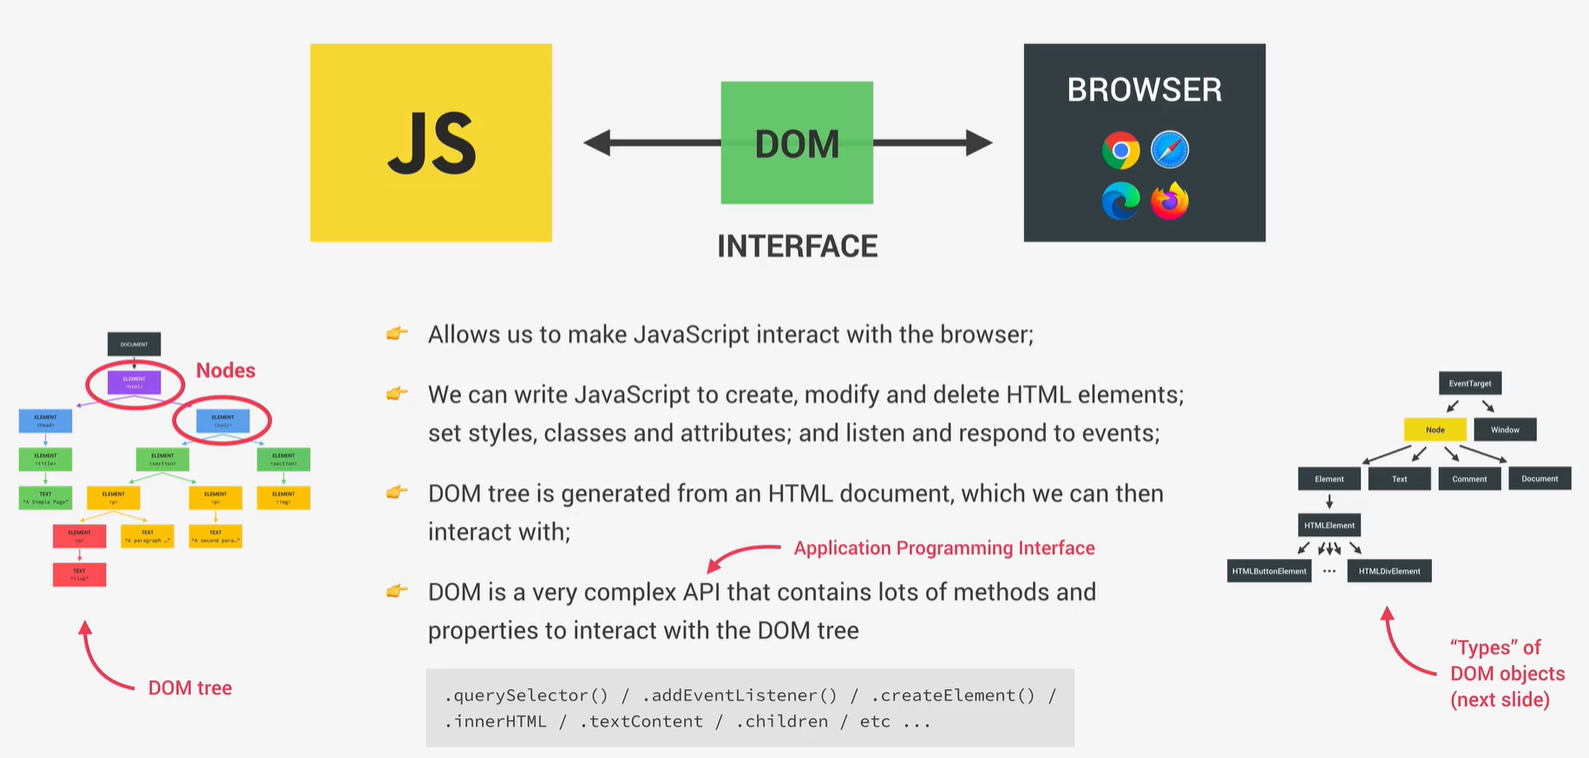 JS
DOM
INTERFACE
BROWSER
Allows us to make JavaScript interact with the browser;
We can write JavaScript to create, modify and delete HTML elements;
set styles, classes and attributes; and listen and respond to events;
DOM tree is generated from an HTML document, which we can then
interact with;
Application Programming Interface
DOM is a very complex API that contains lots of methods and
properties to interact with the DOM tree
.querySelector() / .addEventListener() / .createElement() /
.innerHTML / .textContent / .children / etc ...
DOCUMENT
Nodes
ELEMENT
<html>
ELEMENT
<head>
ELEMENT
<body>
ELEMENT
<title>
ELEMENT
<section>
ELEMENT
<section>
TEXT
"A Simple Page"
ELEMENT
<p>
ELEMENT
<p>
ELEMENT
<img>
ELEMENT
<a>
TEXT
"A paragraph …"
TEXT
"A second para…"
TEXT
"link"
DOM tree
EventTarget
Node
Window
Element
Text
Comment
Document
HTMLElement
HTMLButtonElement
...
HTMLDivElement
“Types” of
DOM objects
(next slide)